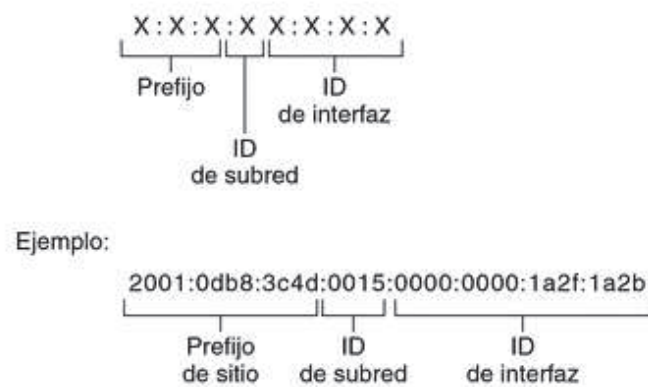 X : X : X : X X : X : X : X
Prefijo
ID
de interfaz
ID
de subred
Ejemplo:
2001:0db8:3c4d:0015:0000:0000:1a2f:1a2b
Prefijo
de sitio
ID
de subred
ID
de interfaz